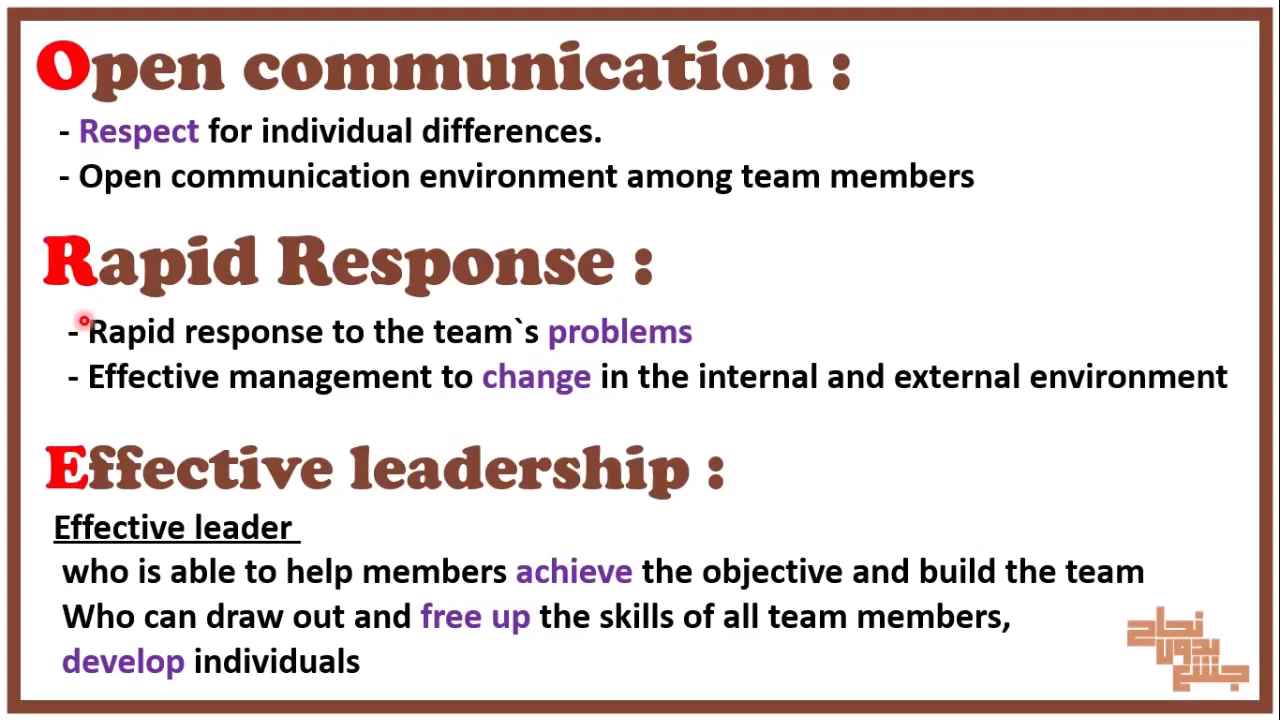 Open communication :
- Respect for individual differences.
- Open communication environment among team members
Rapid Response :
- Rapid response to the team`s problems
- Effective management to change in the internal and external environment
Effective leadership :
Effective leader
who is able to help members achieve the objective and build the team
Who can draw out and free up the skills of all team members,
develop individuals
نجاح
بدون
جشع